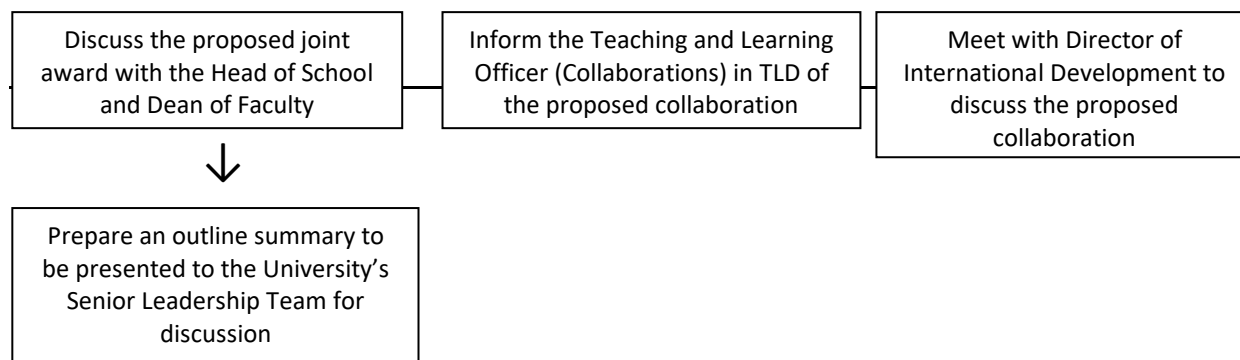 Discuss the proposed joint
award with the Head of School
and Dean of Faculty
Inform the Teaching and Learning
Officer (Collaborations) in TLD of
the proposed collaboration
Meet with Director of
International Development to
discuss the proposed
collaboration
Prepare an outline summary to
be presented to the University’s
Senior Leadership Team for
discussion